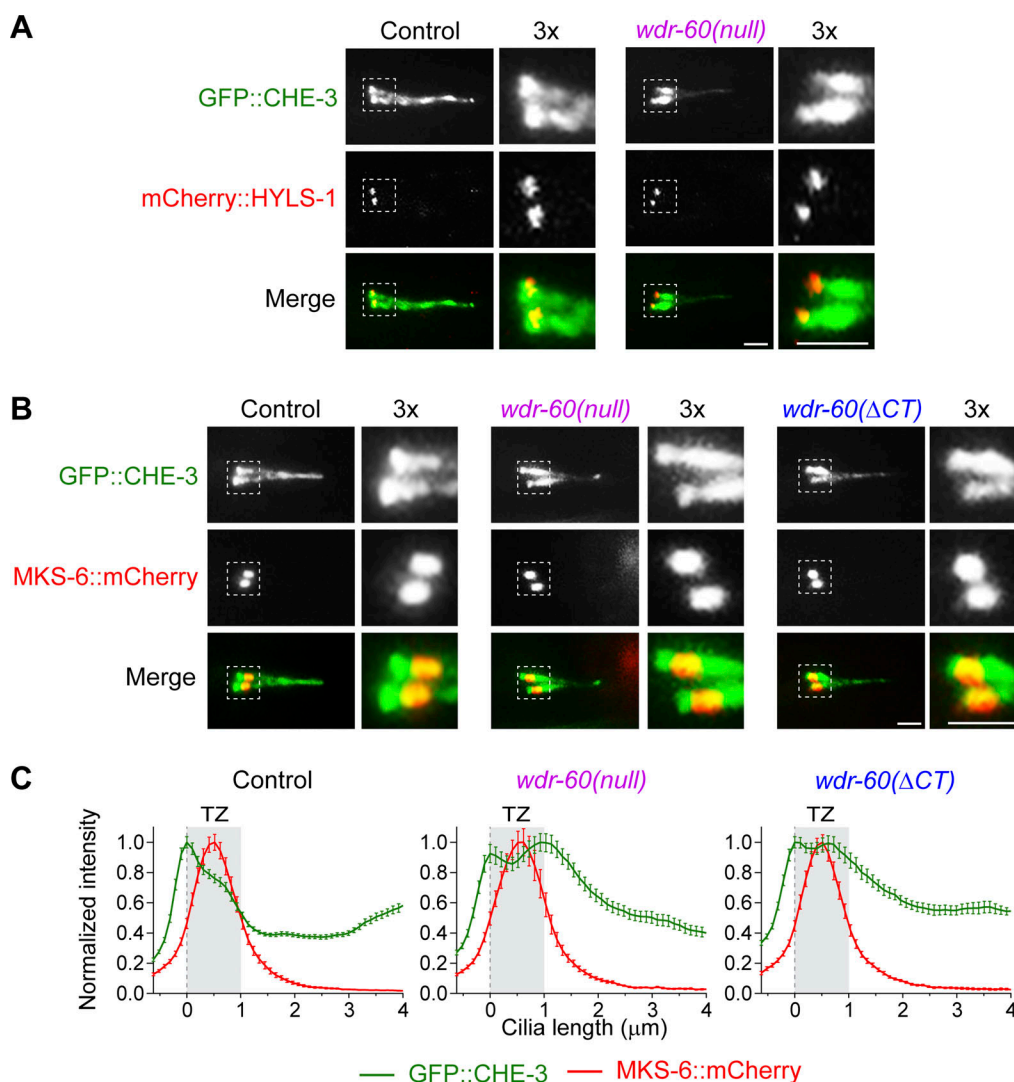 A
Control 3x wdr-60(null) 3x
GFP::CHE-3
mCherry::HYLS-1
Merge
B
Control 3x wdr-60(null) 3x wdr-60(ΔCT) 3x
GFP::CHE-3
MKS-6::mCherry
Merge
C
Control wdr-60(null) wdr-60(ΔCT)
TZ TZ TZ
Normalized intensity
1.0 1.0 1.0
0.8 0.8 0.8
0.6 0.6 0.6
0.4 0.4 0.4
0.2 0.2 0.2
0.0 0.0 0.0
0 1 2 3 4 0 1 2 3 4 0 1 2 3 4
Cilia length (μm)
GFP::CHE-3 MKS-6::mCherry